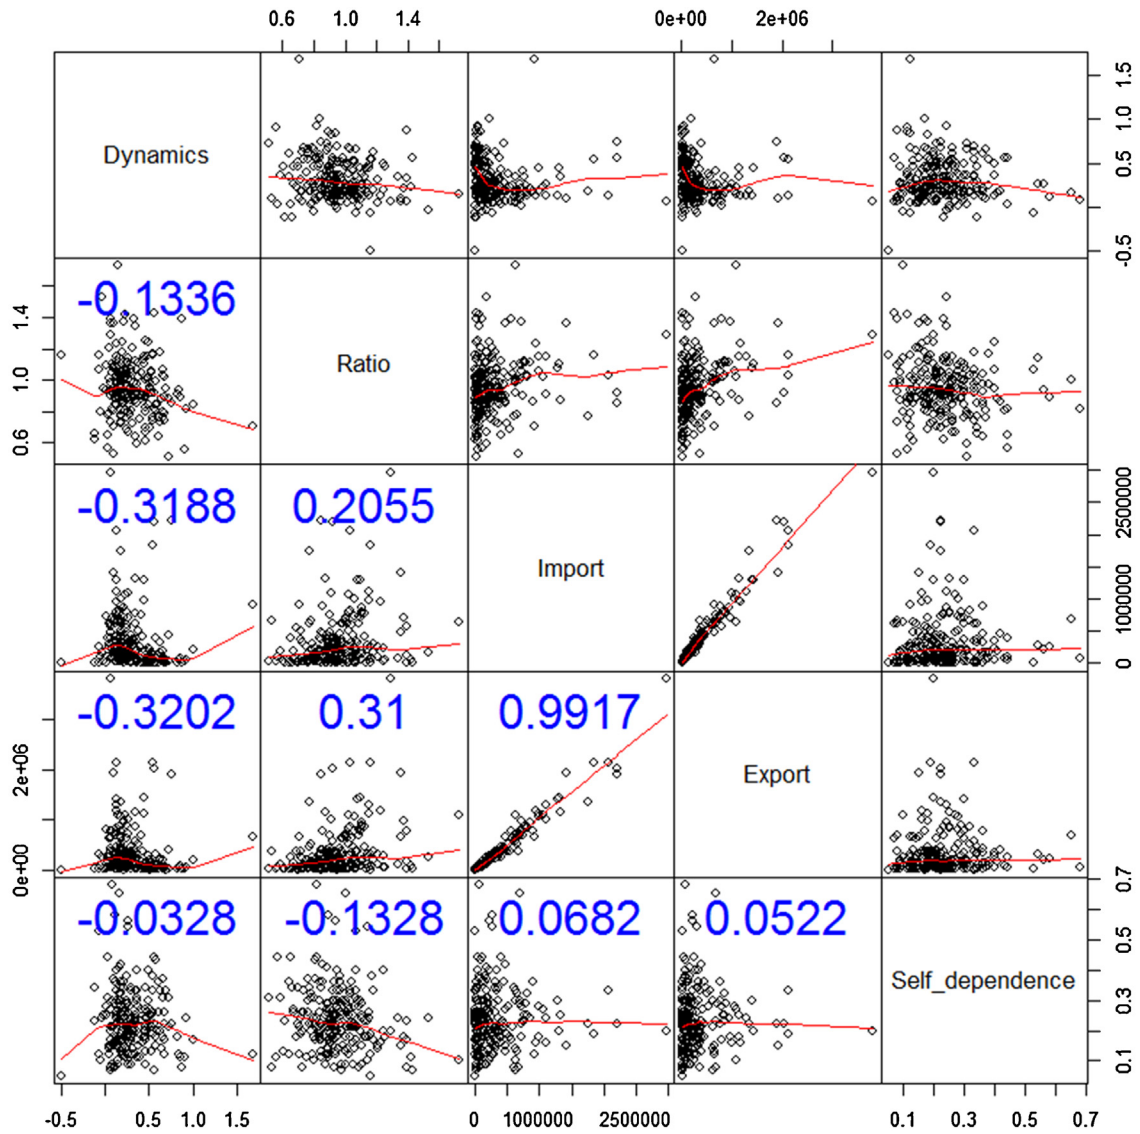 0.6 1.0 1.4 0e+00 2e+06
Dynamics
-0.5 0.5 1.0 1.5
-0.1336
Ratio
0.6 1.0 1.4
-0.3188 0.2055
Import
0 1000000 2500000
-0.3202 0.31 0.9917
Export
0e+00 2e+06
-0.0328 -0.1328 0.0682 0.0522
Self_dependence
0.1 0.3 0.5 0.7
-0.5 0.5 1.0 1.5 0 1000000 2500000 0.1 0.3 0.5 0.7